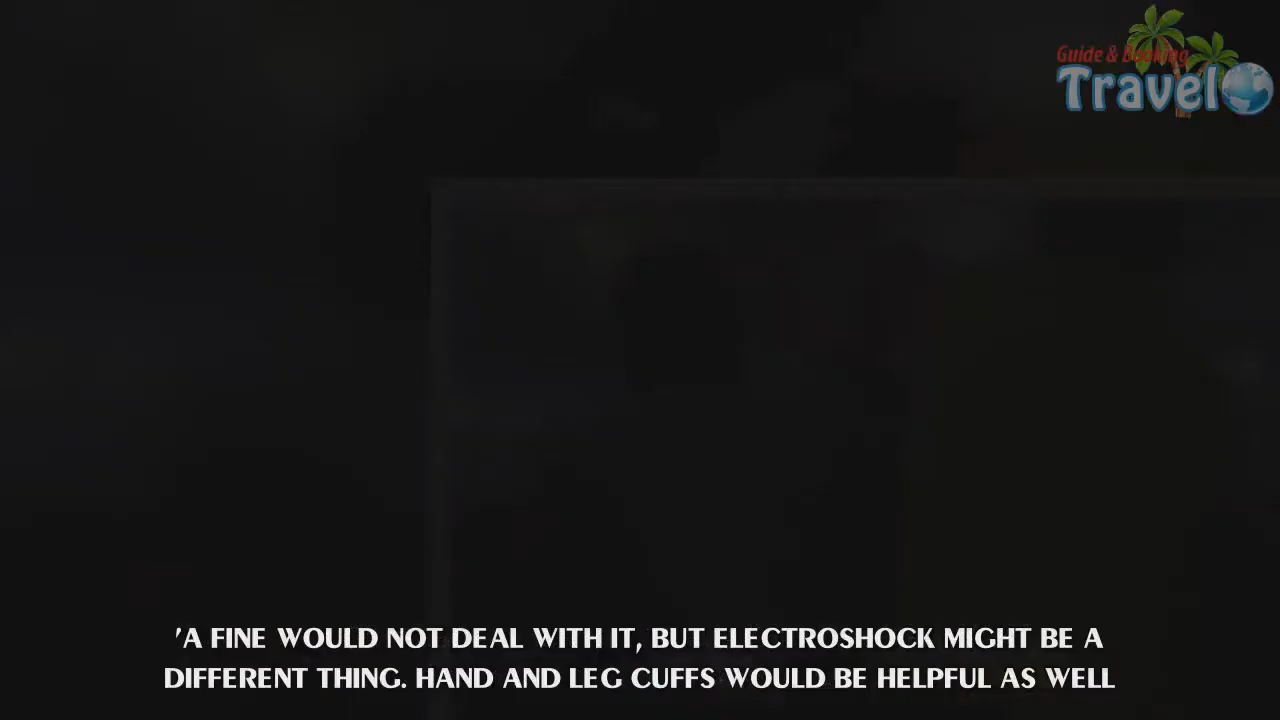 Guide & Booking
Travel
'A FINE WOULD NOT DEAL WITH IT, BUT ELECTROSHOCK MIGHT BE A
DIFFERENT THING. HAND AND LEG CUFFS WOULD BE HELPFUL AS WELL